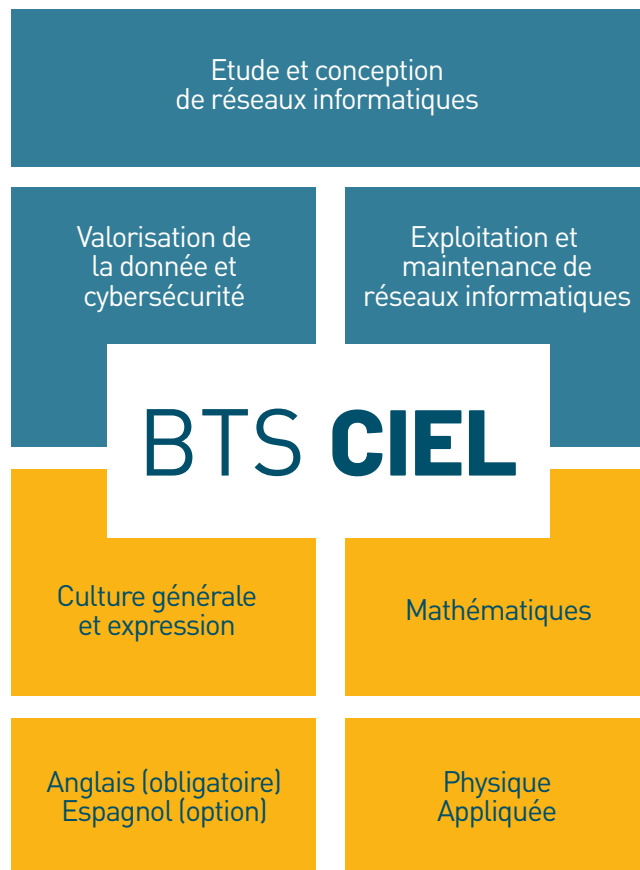 Etude et conception
de réseaux informatiques
Valorisation de
la donnée et
cybersécurité
Exploitation et
maintenance de
réseaux informatiques
BTS CIEL
Culture générale
et expression
Mathématiques
Anglais (obligatoire)
Espagnol (option)
Physique
Appliquée